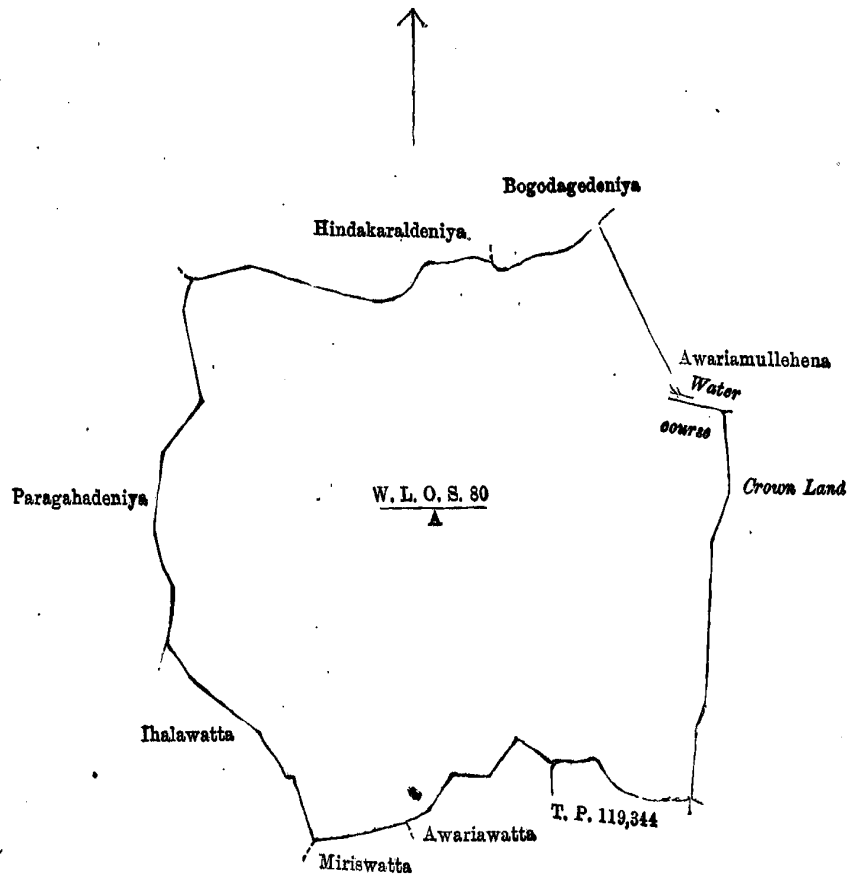 Bogodagedeniya
Hindakaraldeniya.
Awariamullehena
Water
course
Paragahadeniya
W. L. O. S. 80
A
Crown Land
Ihalawatta
T. P. 119,344
Awariawatta
Miriswatta